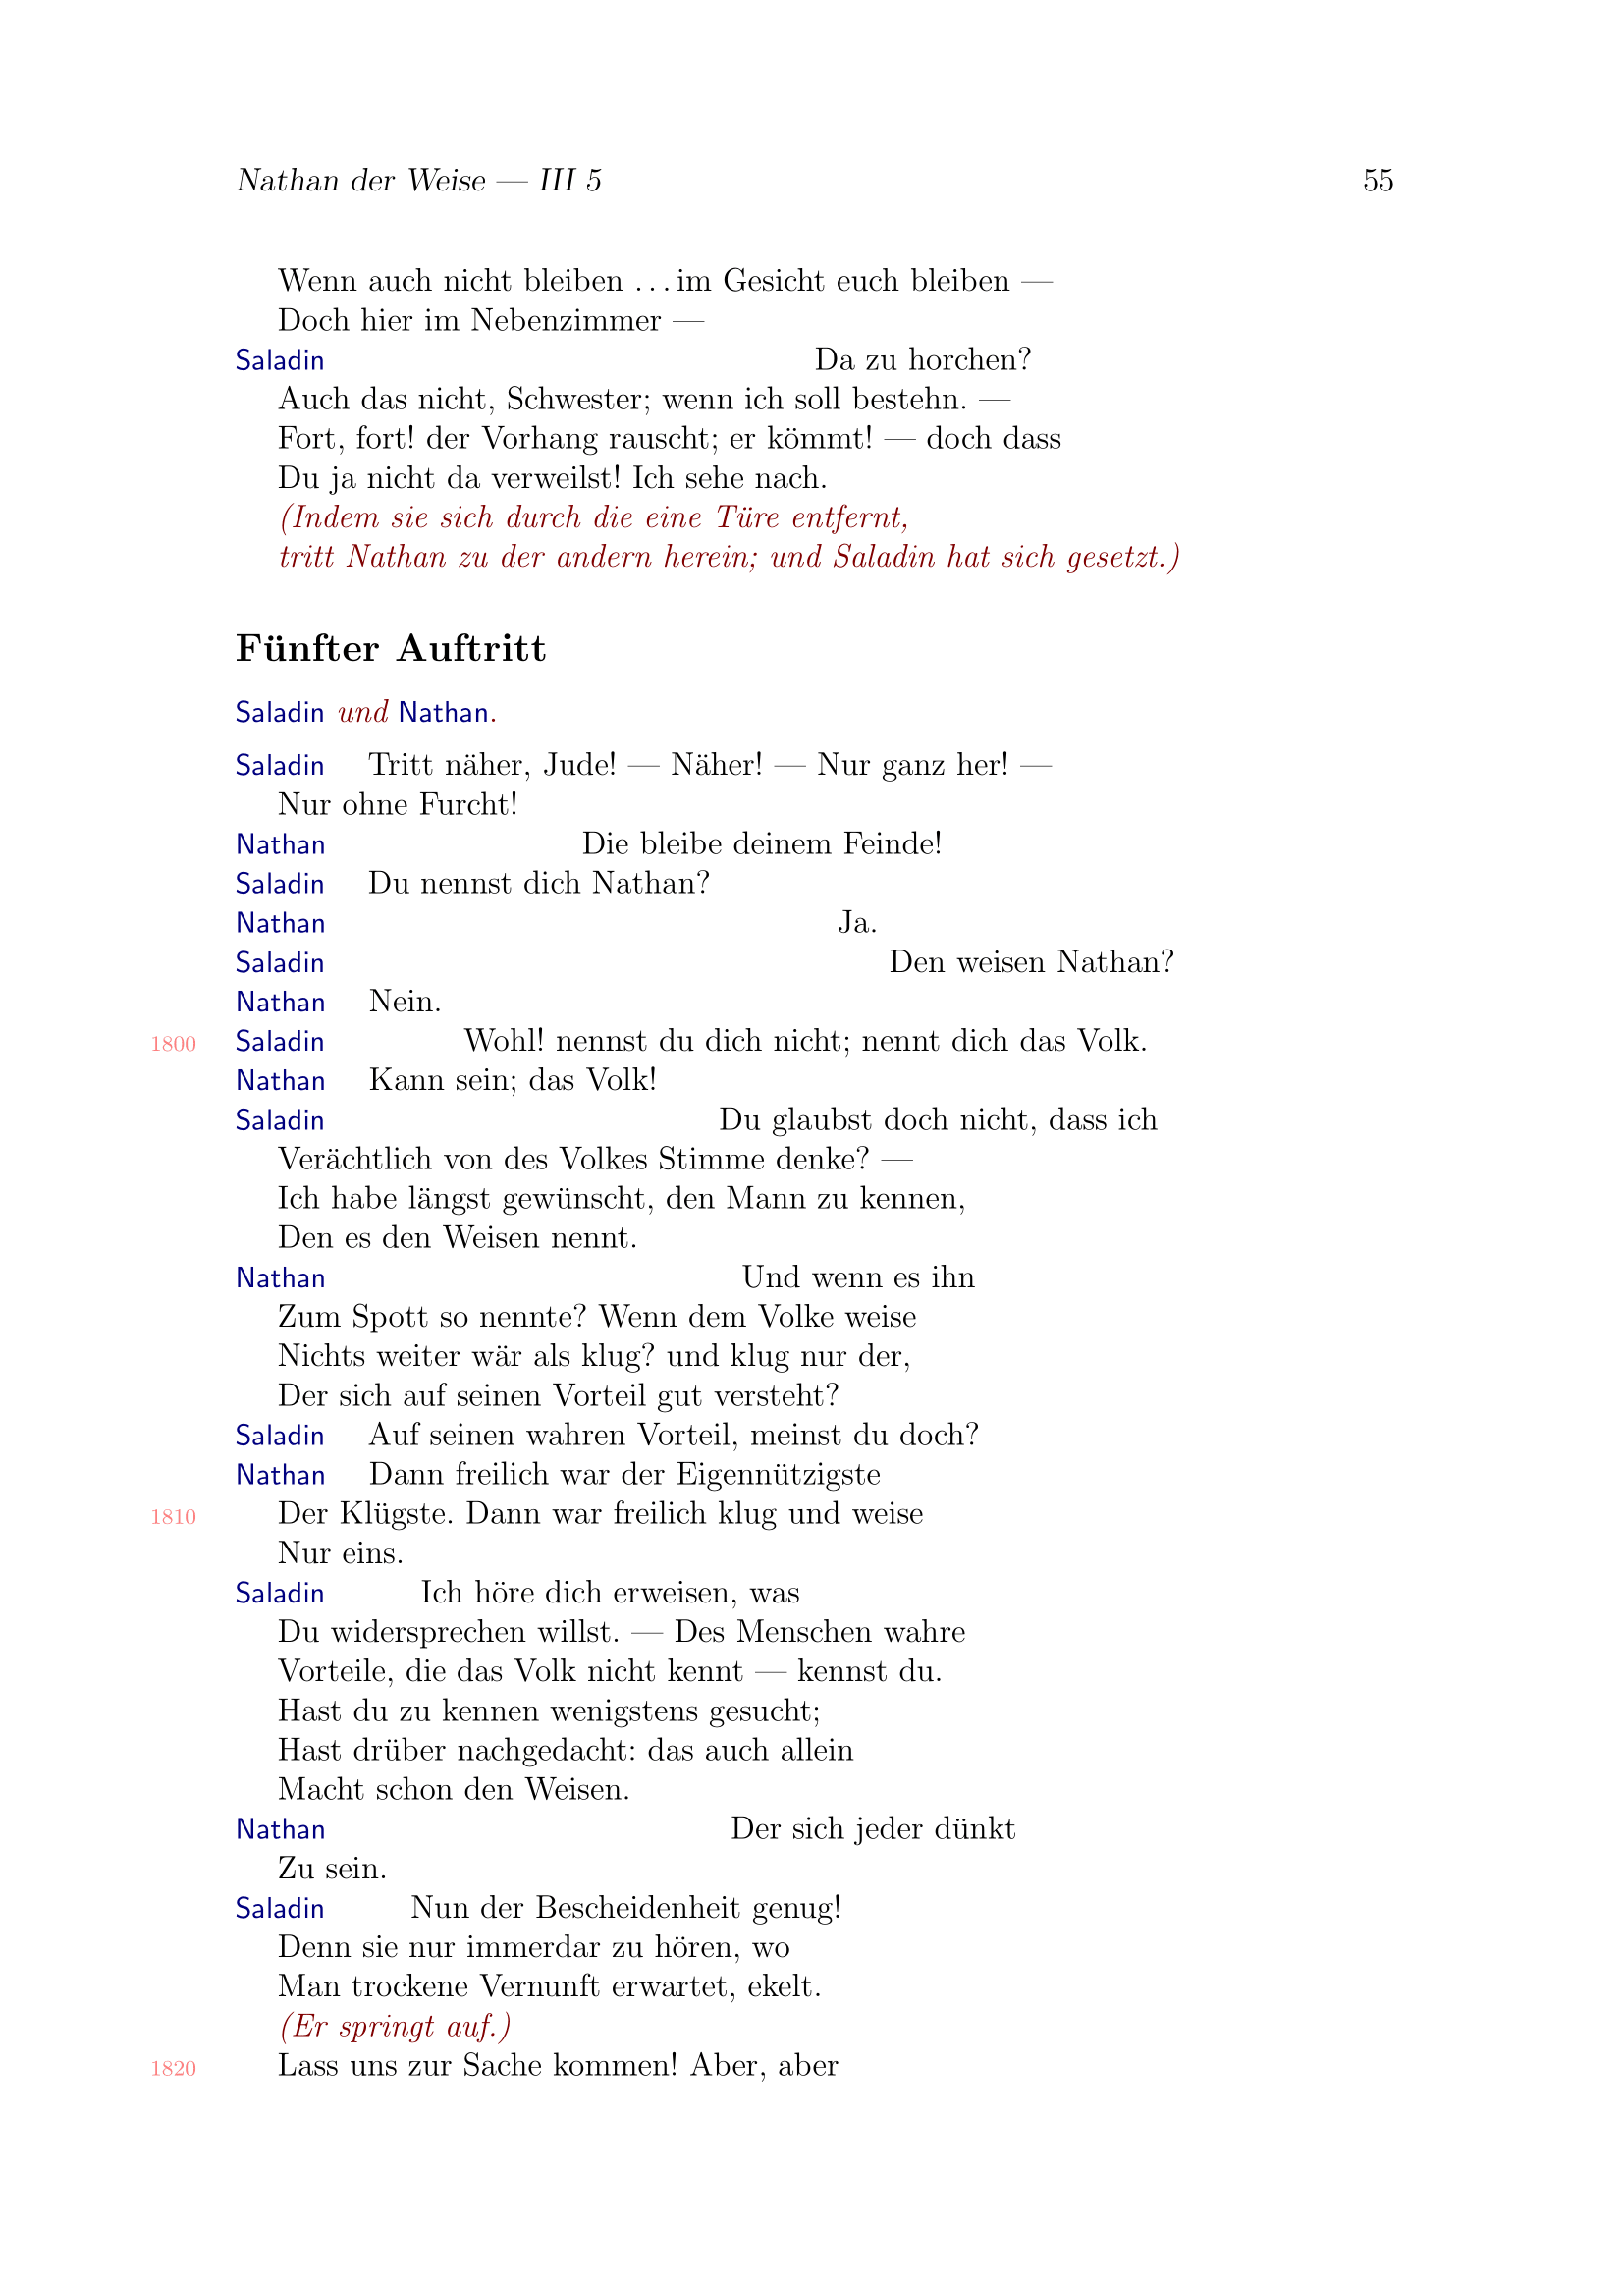 Nathan der Weise — III 5 55
Wenn auch nicht bleiben ... im Gesicht euch bleiben —
Doch hier im Nebenzimmer —
Saladin Da zu horchen?
Auch das nicht, Schwester; wenn ich soll bestehn. —
Fort, fort! der Vorhang rauscht; er kömmt! — doch dass
Du ja nicht da verweilst! Ich sehe nach.
(Indem sie sich durch die eine Türe entfernt,
tritt Nathan zu der andern herein; und Saladin hat sich gesetzt.)
Fünfter Auftritt
Saladin und Nathan.
Saladin Tritt näher, Jude! — Näher! — Nur ganz her! —
Nur ohne Furcht!
Nathan Die bleibe deinem Feinde!
Saladin Du nennst dich Nathan?
Nathan Ja.
Saladin Den weisen Nathan?
Nathan Nein.
1800 Saladin Wohl! nennst du dich nicht; nennt dich das Volk.
Nathan Kann sein; das Volk!
Saladin Du glaubst doch nicht, dass ich
Verächtlich von des Volkes Stimme denke? —
Ich habe längst gewünscht, den Mann zu kennen,
Den es den Weisen nennt.
Nathan Und wenn es ihn
Zum Spott so nennte? Wenn dem Volke weise
Nichts weiter wär als klug? und klug nur der,
Der sich auf seinen Vorteil gut versteht?
Saladin Auf seinen wahren Vorteil, meinst du doch?
Nathan Dann freilich war der Eigennützigste
1810 Der Klügste. Dann war freilich klug und weise
Nur eins.
Saladin Ich höre dich erweisen, was
Du widersprechen willst. — Des Menschen wahre
Vorteile, die das Volk nicht kennt — kennst du.
Hast du zu kennen wenigstens gesucht;
Hast drüber nachgedacht: das auch allein
Macht schon den Weisen.
Nathan Der sich jeder dünkt
Zu sein.
Saladin Nun der Bescheidenheit genug!
Denn sie nur immerdar zu hören, wo
Man trockene Vernunft erwartet, ekelt.
(Er springt auf.)
1820 Lass uns zur Sache kommen! Aber, aber